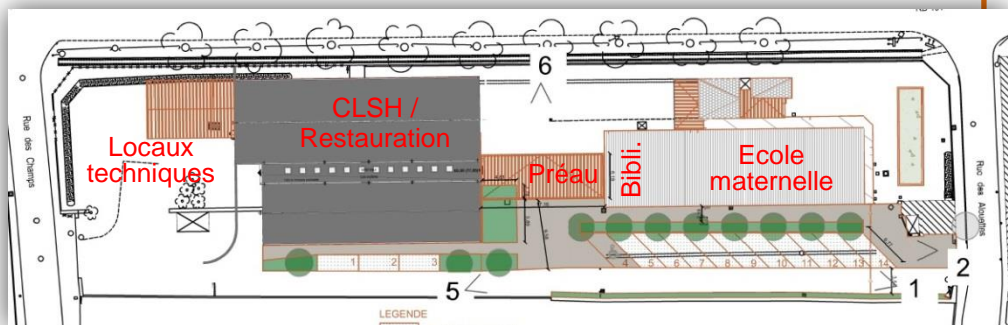 6
CLSH /
Restauration
Locaux
techniques
Préau
Bibli.
Ecole
maternelle
Rue des Champs
Rue des Alouettes
1 2 3
4 5 6 7 8 9 10 11 12 13 14
5
1
2
LEGENDE